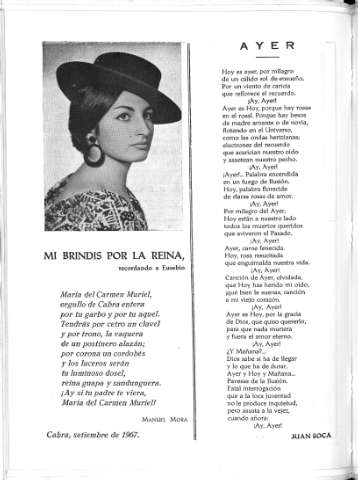 MI BRINDIS POR LA REINA,
recordando a Eusebio
María del Carmen Muriel,
orgullo de Cabra entera
por tu garbo y por tu aquel.
Tendrás por cetro un clavel
y por trono, la vaquera
de un postinero alazán;
por corona un cordobés
y los luceros serán
tu luminoso dosel,
reina guapa y sandunguera.
¡Ay si tu padre te viera,
María del Carmen Muriel!
MANUEL MORA
Cabra, setiembre de 1967.
AYER
Hoy es ayer, por milagro
de un cálido sol de ensueño.
Por un viento de caricia
que reflorece el recuerdo.
¡Ay, Ayer!
Ayer es Hoy, porque hay rosas
en el rosal. Porque hay besos
de madre amante o de novia,
flotando en el Universo,
como las ondas hertzianas;
electrones del recuerdo
que acarician nuestro oído
y asaetean nuestro pecho.
¡Ay, Ayer!
¡Ayer!... Palabra encendida
en un fuego de Ilusión.
Hoy, palabra florecida
de claras rosas de amor.
¡Ay, Ayer!
Por milagro del Ayer,
Hoy están a nuestro lado
todos los muertos queridos
que avivaron el Pasado.
¡Ay, Ayer!
Ayer, carne fenecida.
Hoy, rosa resucitada
que enguirnalda nuestra vida.
¡Ay, Ayer!
Canción de Ayer, olvidada,
que Hoy has herido mi oído,
¡qué bien le suenas, canción
a mi viejo corazón.
¡Ay, Ayer!
Ayer es Hoy, por la gracia
de Dios, que quiso quererlo,
para que nada muriera
y fuera el amor eterno.
¡Ay, Ayer!
¿Y Mañana?...
Dios sabe si ha de llegar
y lo que ha de durar.
Ayer y Hoy y Mañana...
Pavesas de la Ilusión.
Fatal interrogación
que a la loca juventud
no le produce inquietud,
pero asusta a la vejez,
cuando añora:
¡Ay, Ayer!
JUAN SOCA